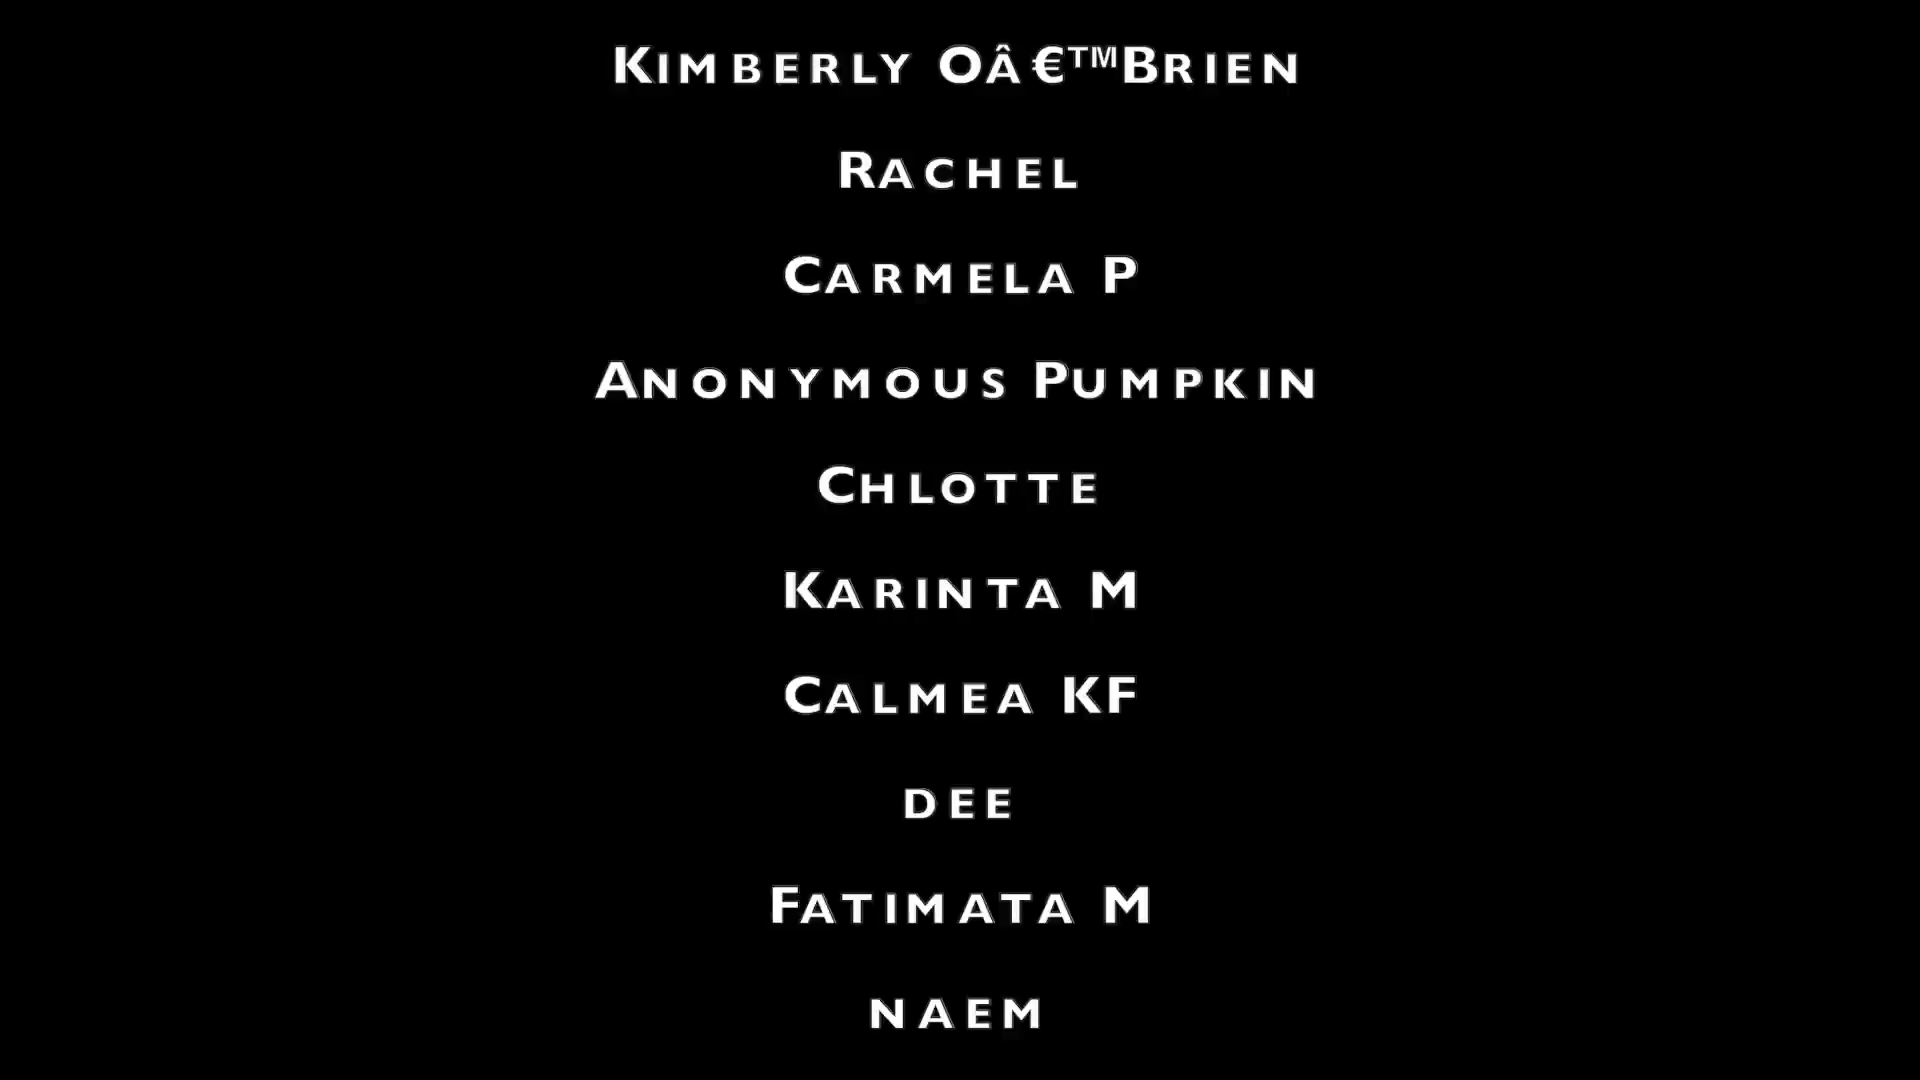 Kimberly Oâ€™Brien
Rachel
Carmela P
Anonymous Pumpkin
Chlotte
Karinta M
Calmea KF
dee
Fatimata M
naem